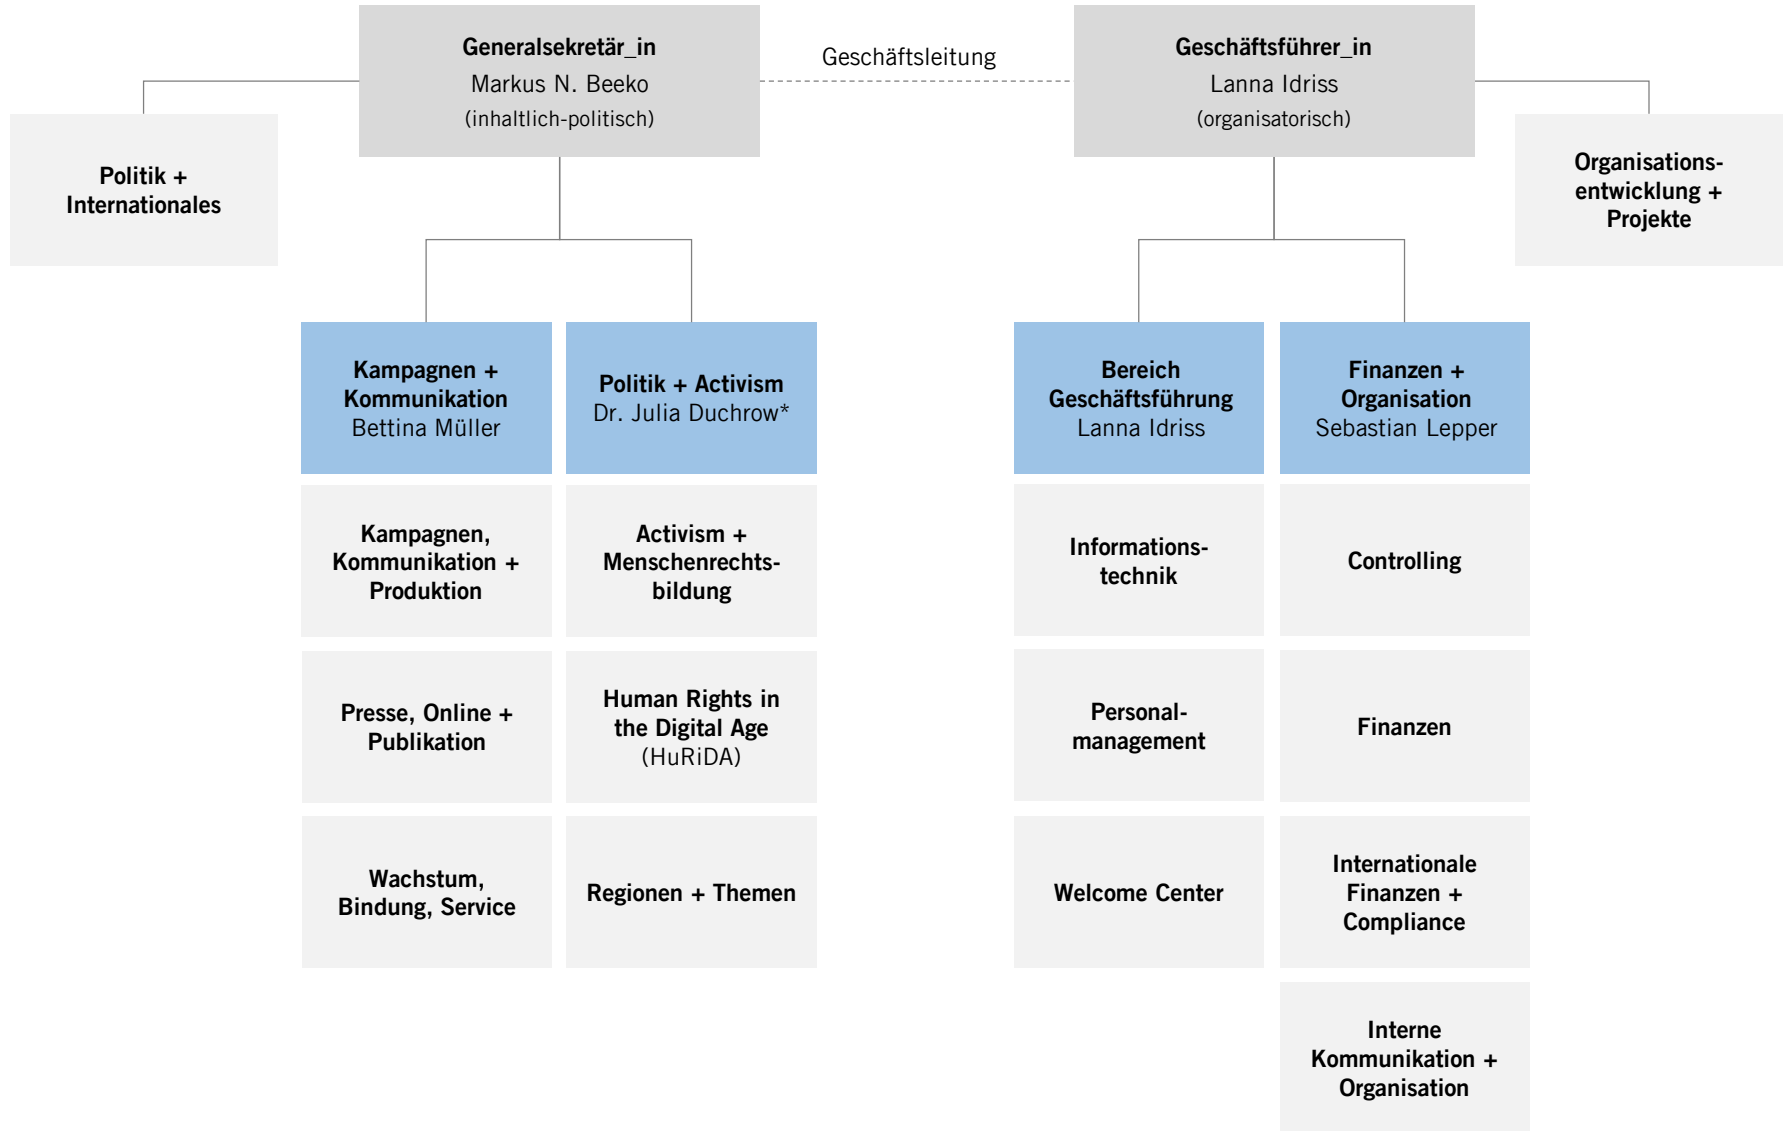 Generalsekretär_in
Markus N. Beeko
(inhaltlich-politisch)
Geschäftsleitung
Geschäftsführer_in
Lanna Idriss
(organisatorisch)
Politik +
Internationales
Organisations-
entwicklung +
Projekte
Kampagnen +
Kommunikation
Bettina Müller
Politik + Activism
Dr. Julia Duchrow*
Bereich
Geschäftsführung
Lanna Idriss
Finanzen +
Organisation
Sebastian Lepper
Kampagnen,
Kommunikation +
Produktion
Activism +
Menschenrechts-
bildung
Informations-
technik
Controlling
Presse, Online +
Publikation
Human Rights in
the Digital Age
(HuRiDA)
Personal-
management
Finanzen
Wachstum,
Bindung, Service
Regionen + Themen
Welcome Center
Internationale
Finanzen +
Compliance
Interne
Kommunikation +
Organisation